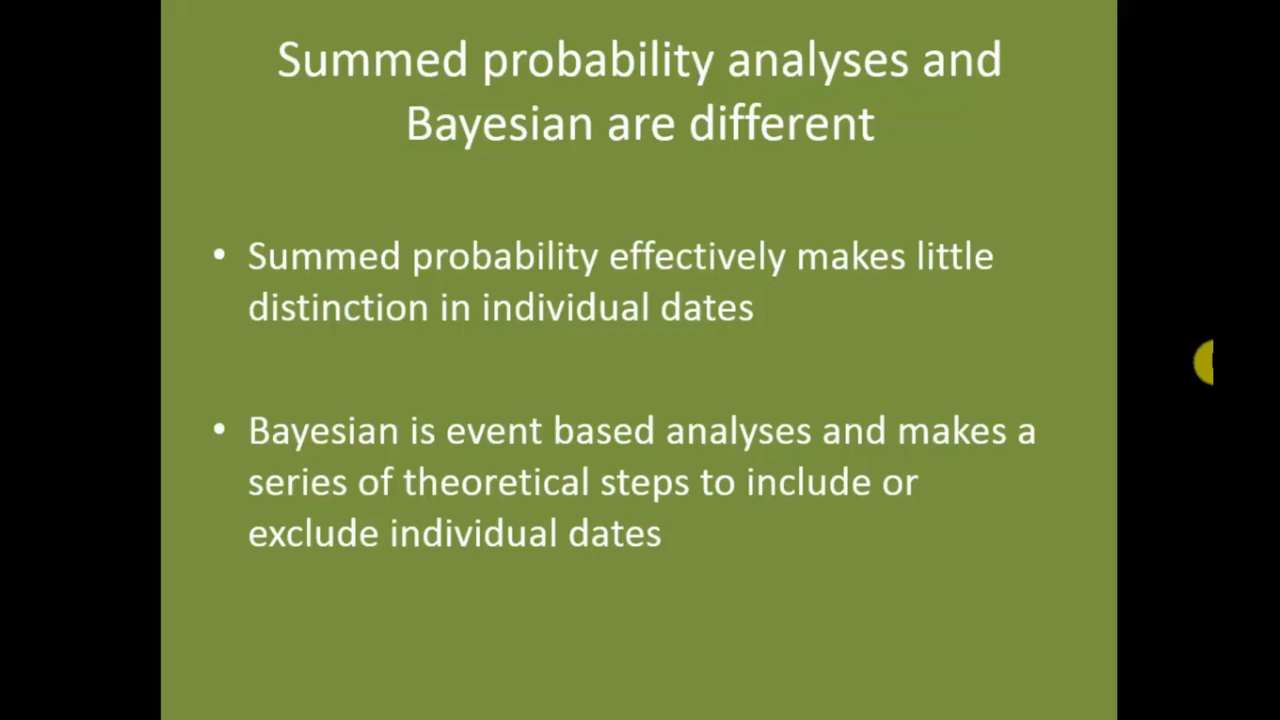 Summed probability analyses and
Bayesian are different
• Summed probability effectively makes little
distinction in individual dates
• Bayesian is event based analyses and makes a
series of theoretical steps to include or
exclude individual dates